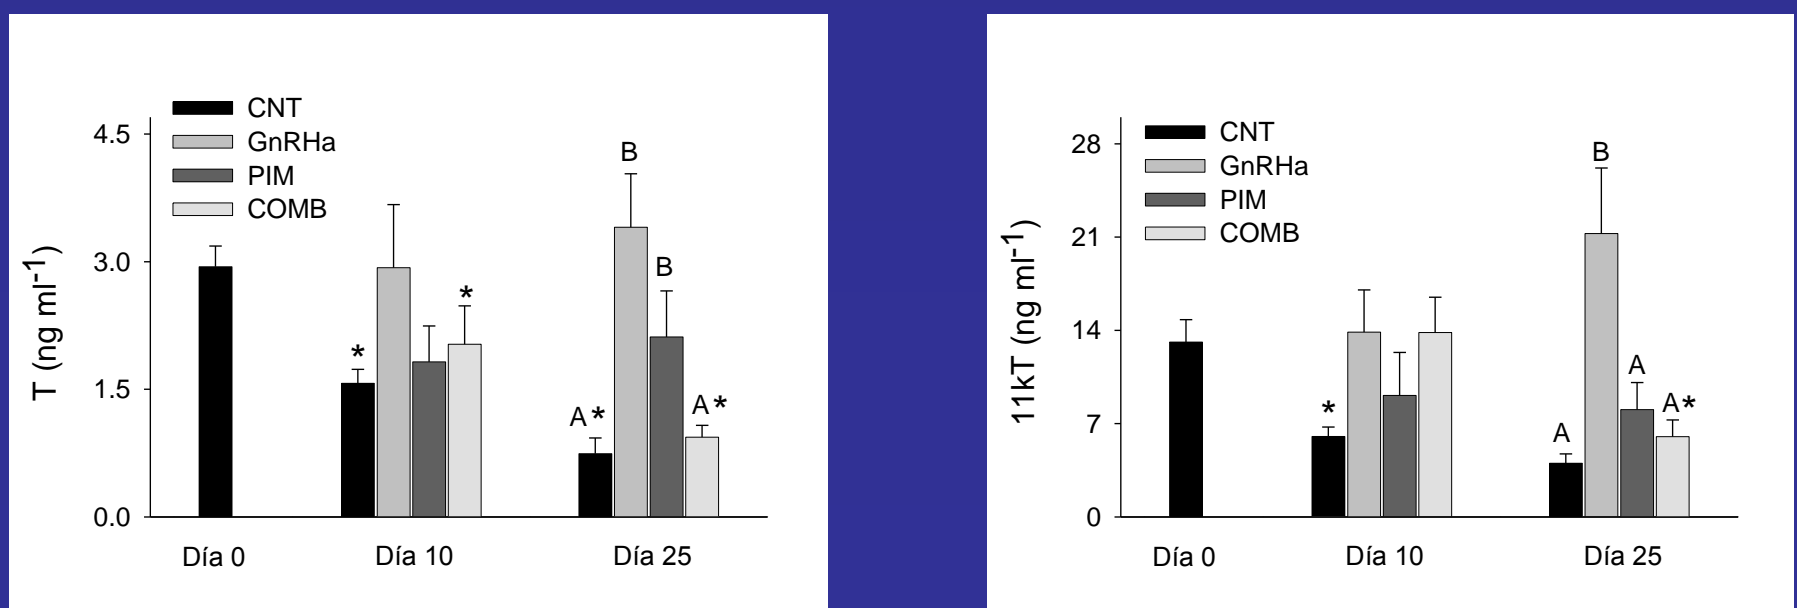 CNT
GnRHa
PIM
COMB
T (ng ml-1)
4.5
3.0
1.5
0.0
*
*
A *
B
B
A *
Día 0
Día 10
Día 25
CNT
GnRHa
PIM
COMB
11kT (ng ml-1)
28
21
14
7
0
*
A
B
A
A *
Día 0
Día 10
Día 25